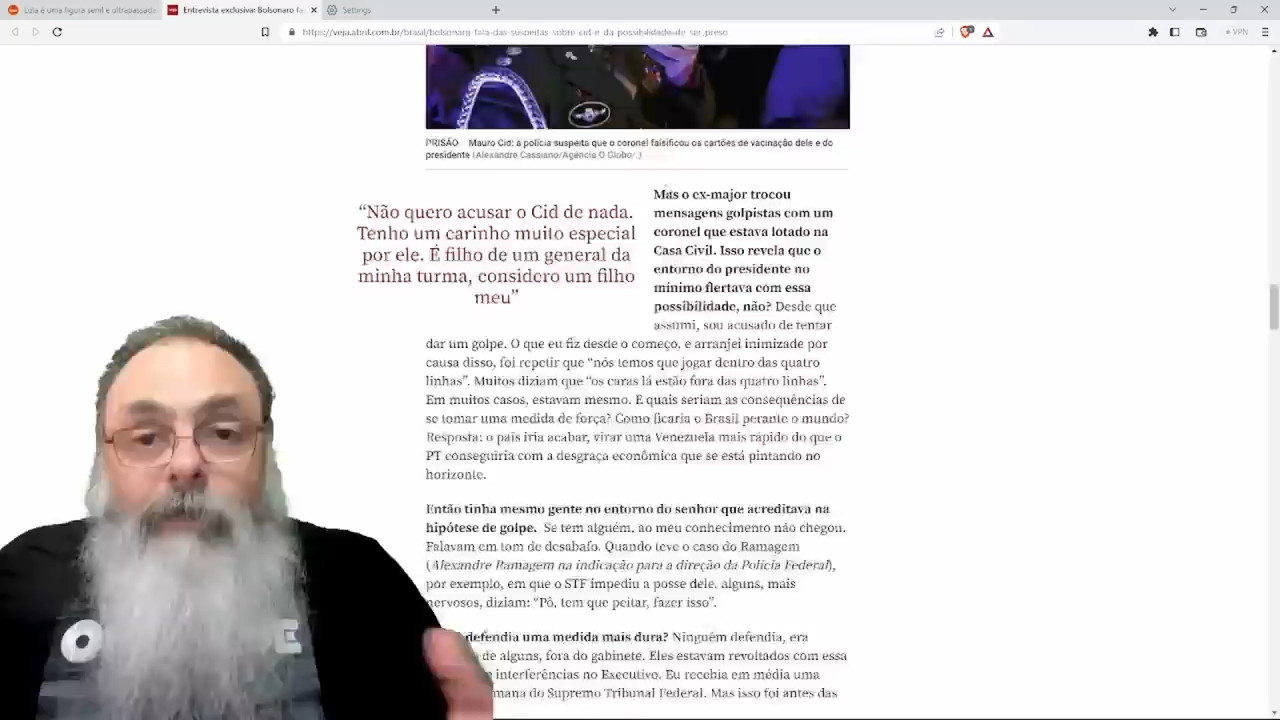 Lula é uma figura senil e ultrapassada
Entrevista exclusiva: Bolsonaro fa
Settings
https://veja.abril.com.br/brasil/bolsonaro-fala-das-suspeitas-sobre-cid-e-da-possibilidade-de-ser-preso
VPN
PRISÃO Mauro Cid: a polícia suspeita que o coronel falsificou os cartões de vacinação dele e do
presidente (Alexandre Cassiano/Agência O Globo/.)
“Não quero acusar o Cid de nada.
Tenho um carinho muito especial
por ele. É filho de um general da
minha turma, considero um filho
meu”
Mas o ex-major trocou
mensagens golpistas com um
coronel que estava lotado na
Casa Civil. Isso revela que o
entorno do presidente no
mínimo flertava com essa
possibilidade, não? Desde que
assumi, sou acusado de tentar
dar um golpe. O que eu fiz desde o começo, e arranjei inimizade por
causa disso, foi repetir que “nós temos que jogar dentro das quatro
linhas”. Muitos diziam que “os caras lá estão fora das quatro linhas”.
Em muitos casos, estavam mesmo. E quais seriam as consequências de
se tomar uma medida de força? Como ficaria o Brasil perante o mundo?
Resposta: o país iria acabar, virar uma Venezuela mais rápido do que o
PT conseguiria com a desgraça econômica que se está pintando no
horizonte.
Então tinha mesmo gente no entorno do senhor que acreditava na
hipótese de golpe. Se tem alguém, ao meu conhecimento não chegou.
Falavam em tom de desabafo. Quando teve o caso do Ramagem
(Alexandre Ramagem na indicação para a direção da Polícia Federal),
por exemplo, em que o STF impediu a posse dele, alguns, mais
nervosos, diziam: “Pô, tem que peitar, fazer isso”.
defendia uma medida mais dura? Ninguém defendia, era
de alguns, fora do gabinete. Eles estavam revoltados com essa
interferências no Executivo. Eu recebia em média uma
mana do Supremo Tribunal Federal. Mas isso foi antes das
O E